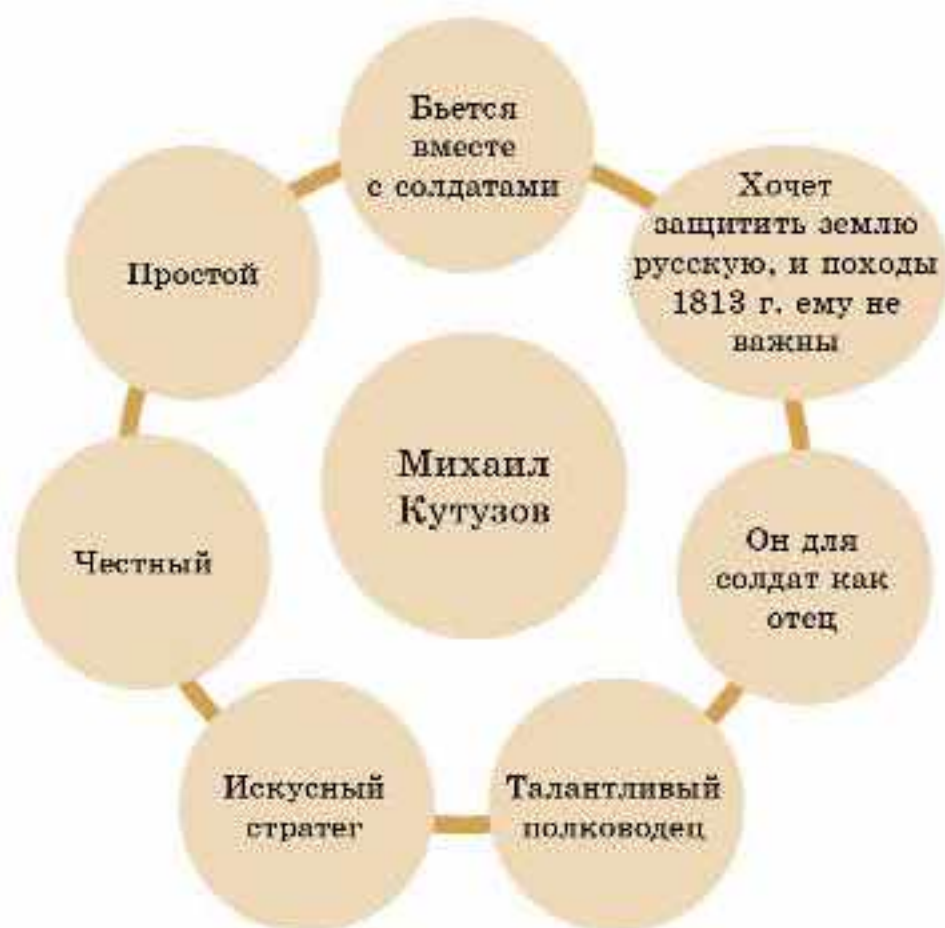 Бьется
вместе
с солдатами
Хочет
защитить землю
русскую, и походы
1813 г. ему не
важны
Он для
солдат как
отец
Талантливый
полководец
Искусный
стратег
Честный
Простой
Михаил
Кутузов